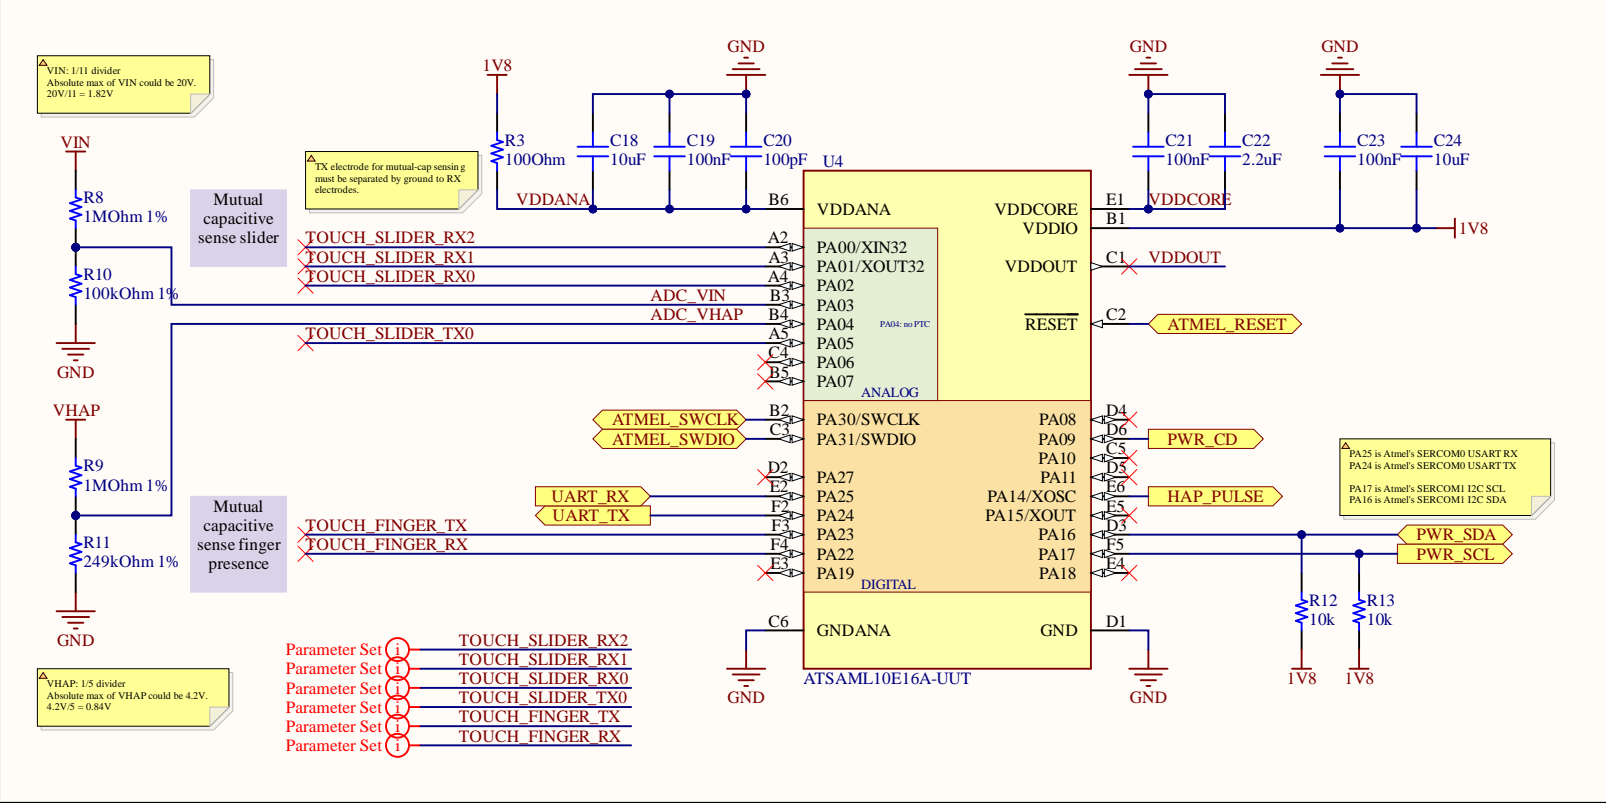 VIN: 1/11 divider
Absolute max of VIN could be 20V.
20V/11 = 1.82V
VIN
R8
1MOhm 1%
R10
100kOhm 1%
GND
VHAP
R9
1MOhm 1%
R11
249kOhm 1%
GND
VHAP: 1/5 divider
Absolute max of VHAP could be 4.2V.
4.2V/5 = 0.84V
Mutual
capacitive
sense slider
Mutual
capacitive
sense finger
presence
TX electrode for mutual-cap sensing
must be separated by ground to RX
electrodes.
1V8
R3
100Ohm
VDDANA
GND
C18
10uF
C19
100nF
C20
100pF
TOUCH_SLIDER_RX2
TOUCH_SLIDER_RX1
TOUCH_SLIDER_RX0
ADC_VIN
ADC_VHAP
TOUCH_SLIDER_TX0
ATMEL_SWCLK
ATMEL_SWDIO
UART_RX
UART_TX
TOUCH_FINGER_TX
TOUCH_FINGER_RX
Parameter Set i TOUCH_SLIDER_RX2
Parameter Set i TOUCH_SLIDER_RX1
Parameter Set i TOUCH_SLIDER_RX0
Parameter Set i TOUCH_SLIDER_TX0
Parameter Set i TOUCH_FINGER_TX
Parameter Set i TOUCH_FINGER_RX
U4
B6 VDDANA
A2 PA00/XIN32
A3 PA01/XOUT32
A4 PA02
B3 PA03
B4 PA04
PA04: no PTC
A5 PA05
C4 PA06
B5 PA07
ANALOG
B2 PA30/SWCLK
C3 PA31/SWDIO
D2 PA27
E2 PA25
F2 PA24
F3 PA23
F4 PA22
E3 PA19
DIGITAL
C6 GNDANA
GND
ATSAML10E16A-UUT
VDDCORE E1
VDDIO B1
VDDOUT C1
RESET C2
PA08 D4
PA09 D6
PA10 C5
PA11 D5
PA14/XOSC E6
PA15/XOUT E5
PA16 D3
PA17 F5
PA18 E4
GND D1
GND
GND
C21
100nF
C22
2.2uF
VDDCORE
GND
C23
100nF
C24
10uF
1V8
VDDOUT
ATMEL_RESET
PWR_CD
HAP_PULSE
PA25 is Atmel's SERCOM0 USART RX
PA24 is Atmel's SERCOM0 USART TX
PA17 is Atmel's SERCOM1 I2C SCL
PA16 is Atmel's SERCOM1 I2C SDA
PWR_SDA
PWR_SCL
R12
10k
R13
10k
1V8
1V8